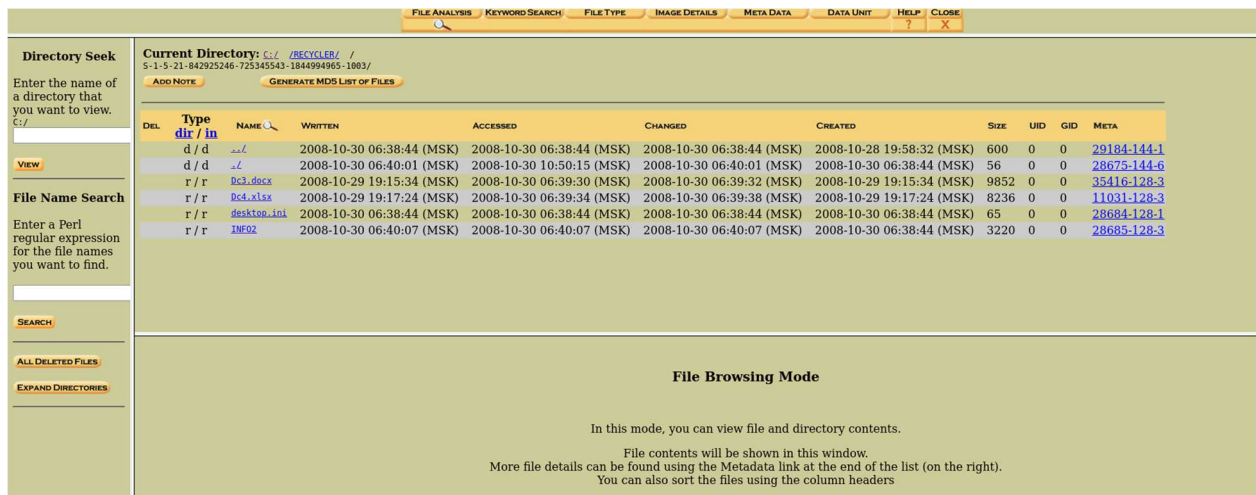 FILE ANALYSIS KEYWORD SEARCH FILE TYPE IMAGE DETAILS META DATA DATA UNIT HELP CLOSE
? X
Directory Seek
Enter the name of
a directory that
you want to view.
C:/
VIEW
File Name Search
Enter a Perl
regular expression
for the file names
you want to find.
SEARCH
ALL DELETED FILES
EXPAND DIRECTORIES
Current Directory: C:/ /RECYCLER/ /
S-1-5-21-842925246-725345543-1844994965-1003/
ADD NOTE GENERATE MD5 LIST OF FILES
DEL Type dir / in NAME WRITTEN ACCESSED CHANGED CREATED SIZE UID GID META
d / d ../ 2008-10-30 06:38:44 (MSK) 2008-10-30 06:38:44 (MSK) 2008-10-30 06:38:44 (MSK) 2008-10-28 19:58:32 (MSK) 600 0 0 29184-144-1
d / d ./ 2008-10-30 06:40:01 (MSK) 2008-10-30 10:50:15 (MSK) 2008-10-30 06:40:01 (MSK) 2008-10-30 06:38:44 (MSK) 56 0 0 28675-144-6
r / r Dc3.docx 2008-10-29 19:15:34 (MSK) 2008-10-30 06:39:30 (MSK) 2008-10-30 06:39:32 (MSK) 2008-10-29 19:15:34 (MSK) 9852 0 0 35416-128-3
r / r Dc4.xlsx 2008-10-29 19:17:24 (MSK) 2008-10-30 06:39:34 (MSK) 2008-10-30 06:39:38 (MSK) 2008-10-29 19:17:24 (MSK) 8236 0 0 11031-128-3
r / r desktop.ini 2008-10-30 06:38:44 (MSK) 2008-10-30 06:38:44 (MSK) 2008-10-30 06:38:44 (MSK) 2008-10-30 06:38:44 (MSK) 65 0 0 28684-128-1
r / r INFO2 2008-10-30 06:40:07 (MSK) 2008-10-30 06:40:07 (MSK) 2008-10-30 06:40:07 (MSK) 2008-10-30 06:38:44 (MSK) 3220 0 0 28685-128-3
File Browsing Mode
In this mode, you can view file and directory contents.
File contents will be shown in this window.
More file details can be found using the Metadata link at the end of the list (on the right).
You can also sort the files using the column headers